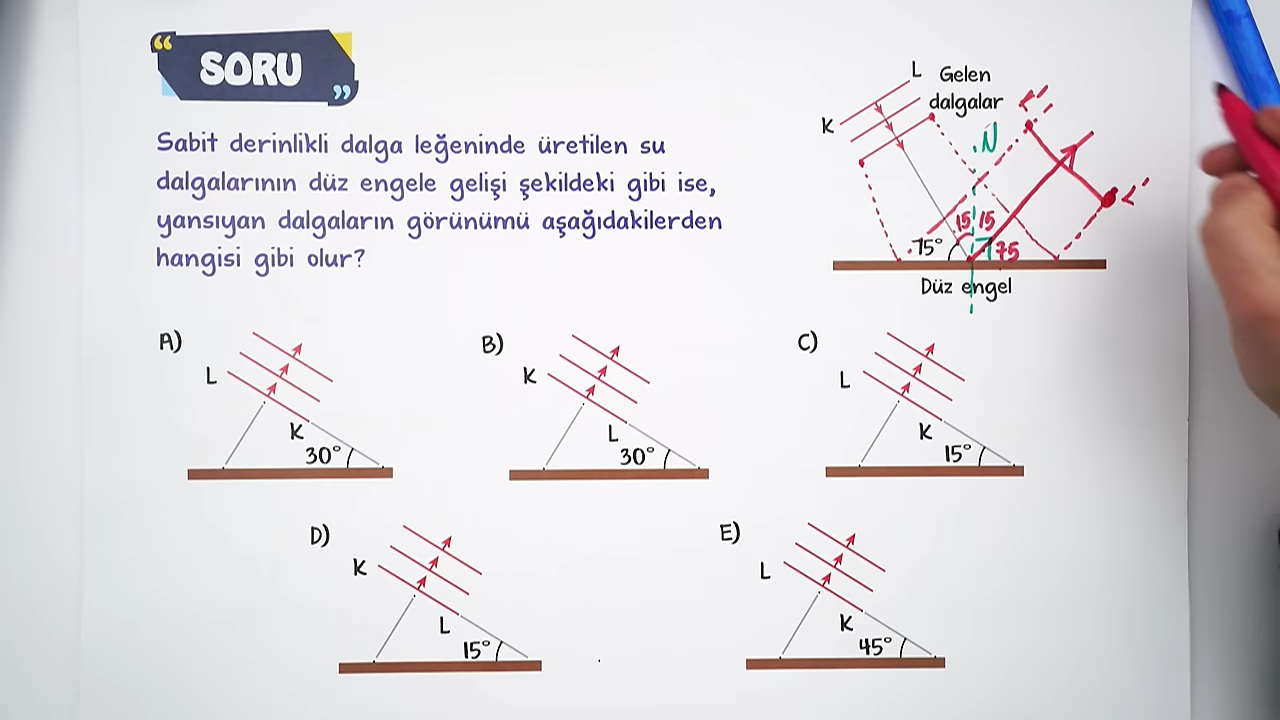 SORU
Sabit derinlikli dalga leğeninde üretilen su
dalgalarının düz engele gelişi şekildeki gibi ise,
yansıyan dalgaların görünümü aşağıdakilerden
hangisi gibi olur?
L Gelen
dalgalar
K
N
15 15
75°
75
L'
Düz engel
A)
L
K
30°
B)
K
L
30°
C)
L
K
15°
D)
K
L
15°
E)
L
K
45°